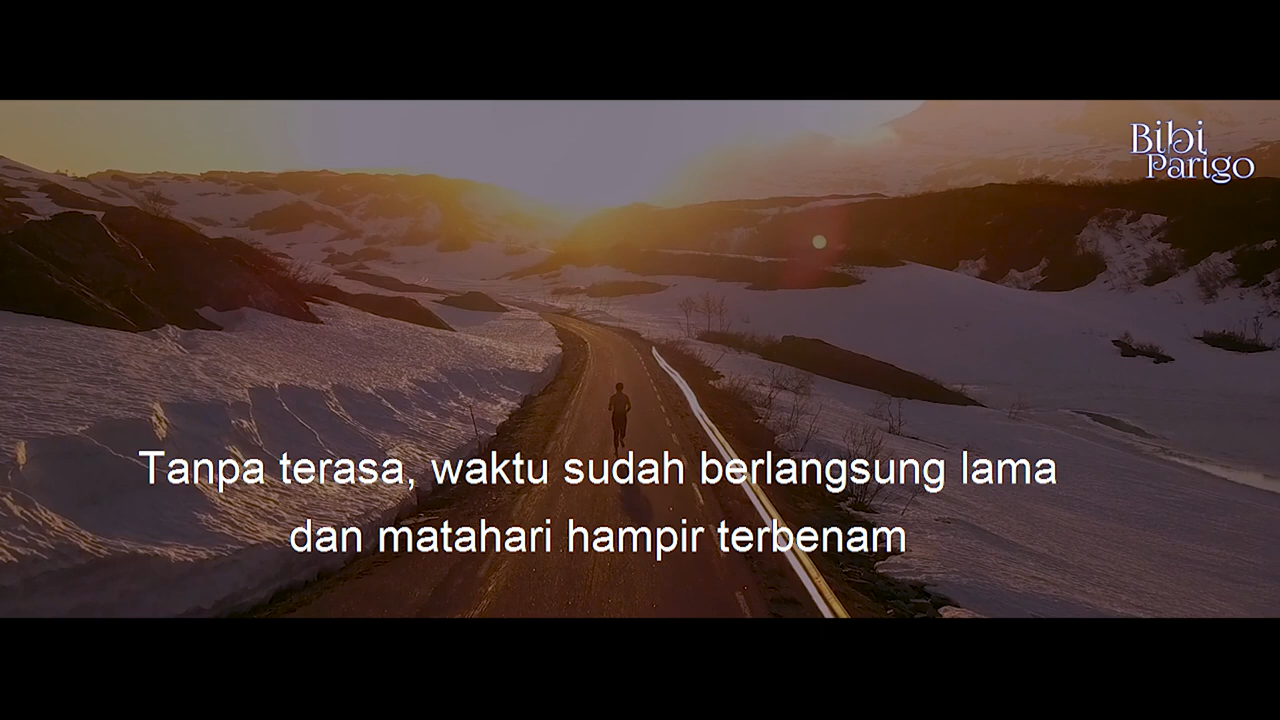 Bibi
Parigo
Tanpa terasa, waktu sudah berlangsung lama
dan matahari hampir terbenam